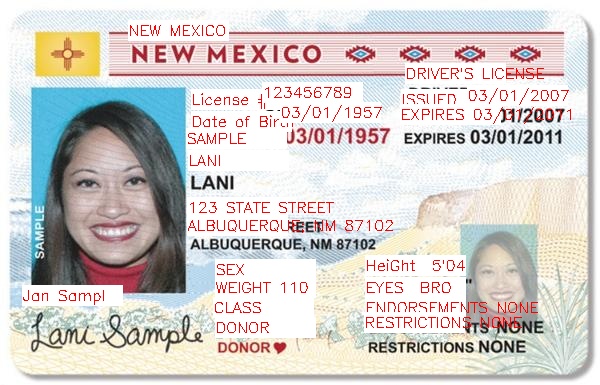 NEW MEXICO
NEW MEXICO
DRIVER'S LICENSE
License 123456789
ISSUED 03/01/2007
03/01/1957
Date of Birth
EXPIRES 03/0
/2007
SAMPLE
03/01/1957
EXPIRES 03/01/2011
LANI
LANI
123 STATE STREET
ALBUQUERQUE, NM 87102
ALBUQUERQUE, NM 87102
SAMPLE
SEX
HeiGht 5'04
WEIGHT 110
EYES BRO
Jan Sampl
CLASS
ENDORSEMENTS NONE
DONOR
RESTRICTIONS NONE
NONE
Lani Sample
DONOR
RESTRICTIONS NONE